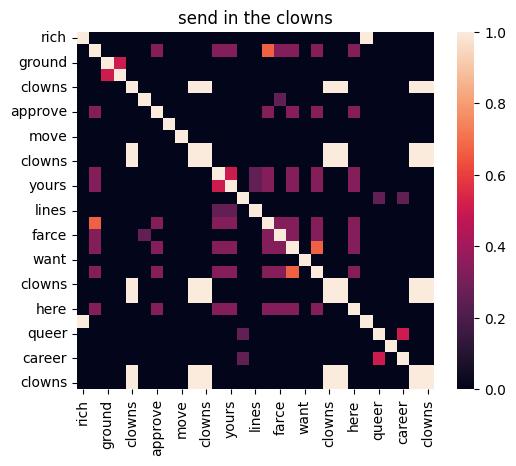 send in the clowns
rich
ground
clowns
approve
move
clowns
yours
lines
farce
want
clowns
here
queer
career
clowns
1.0
0.8
0.6
0.4
0.2
0.0
rich
ground
clowns
approve
move
clowns
yours
lines
farce
want
clowns
here
queer
career
clowns